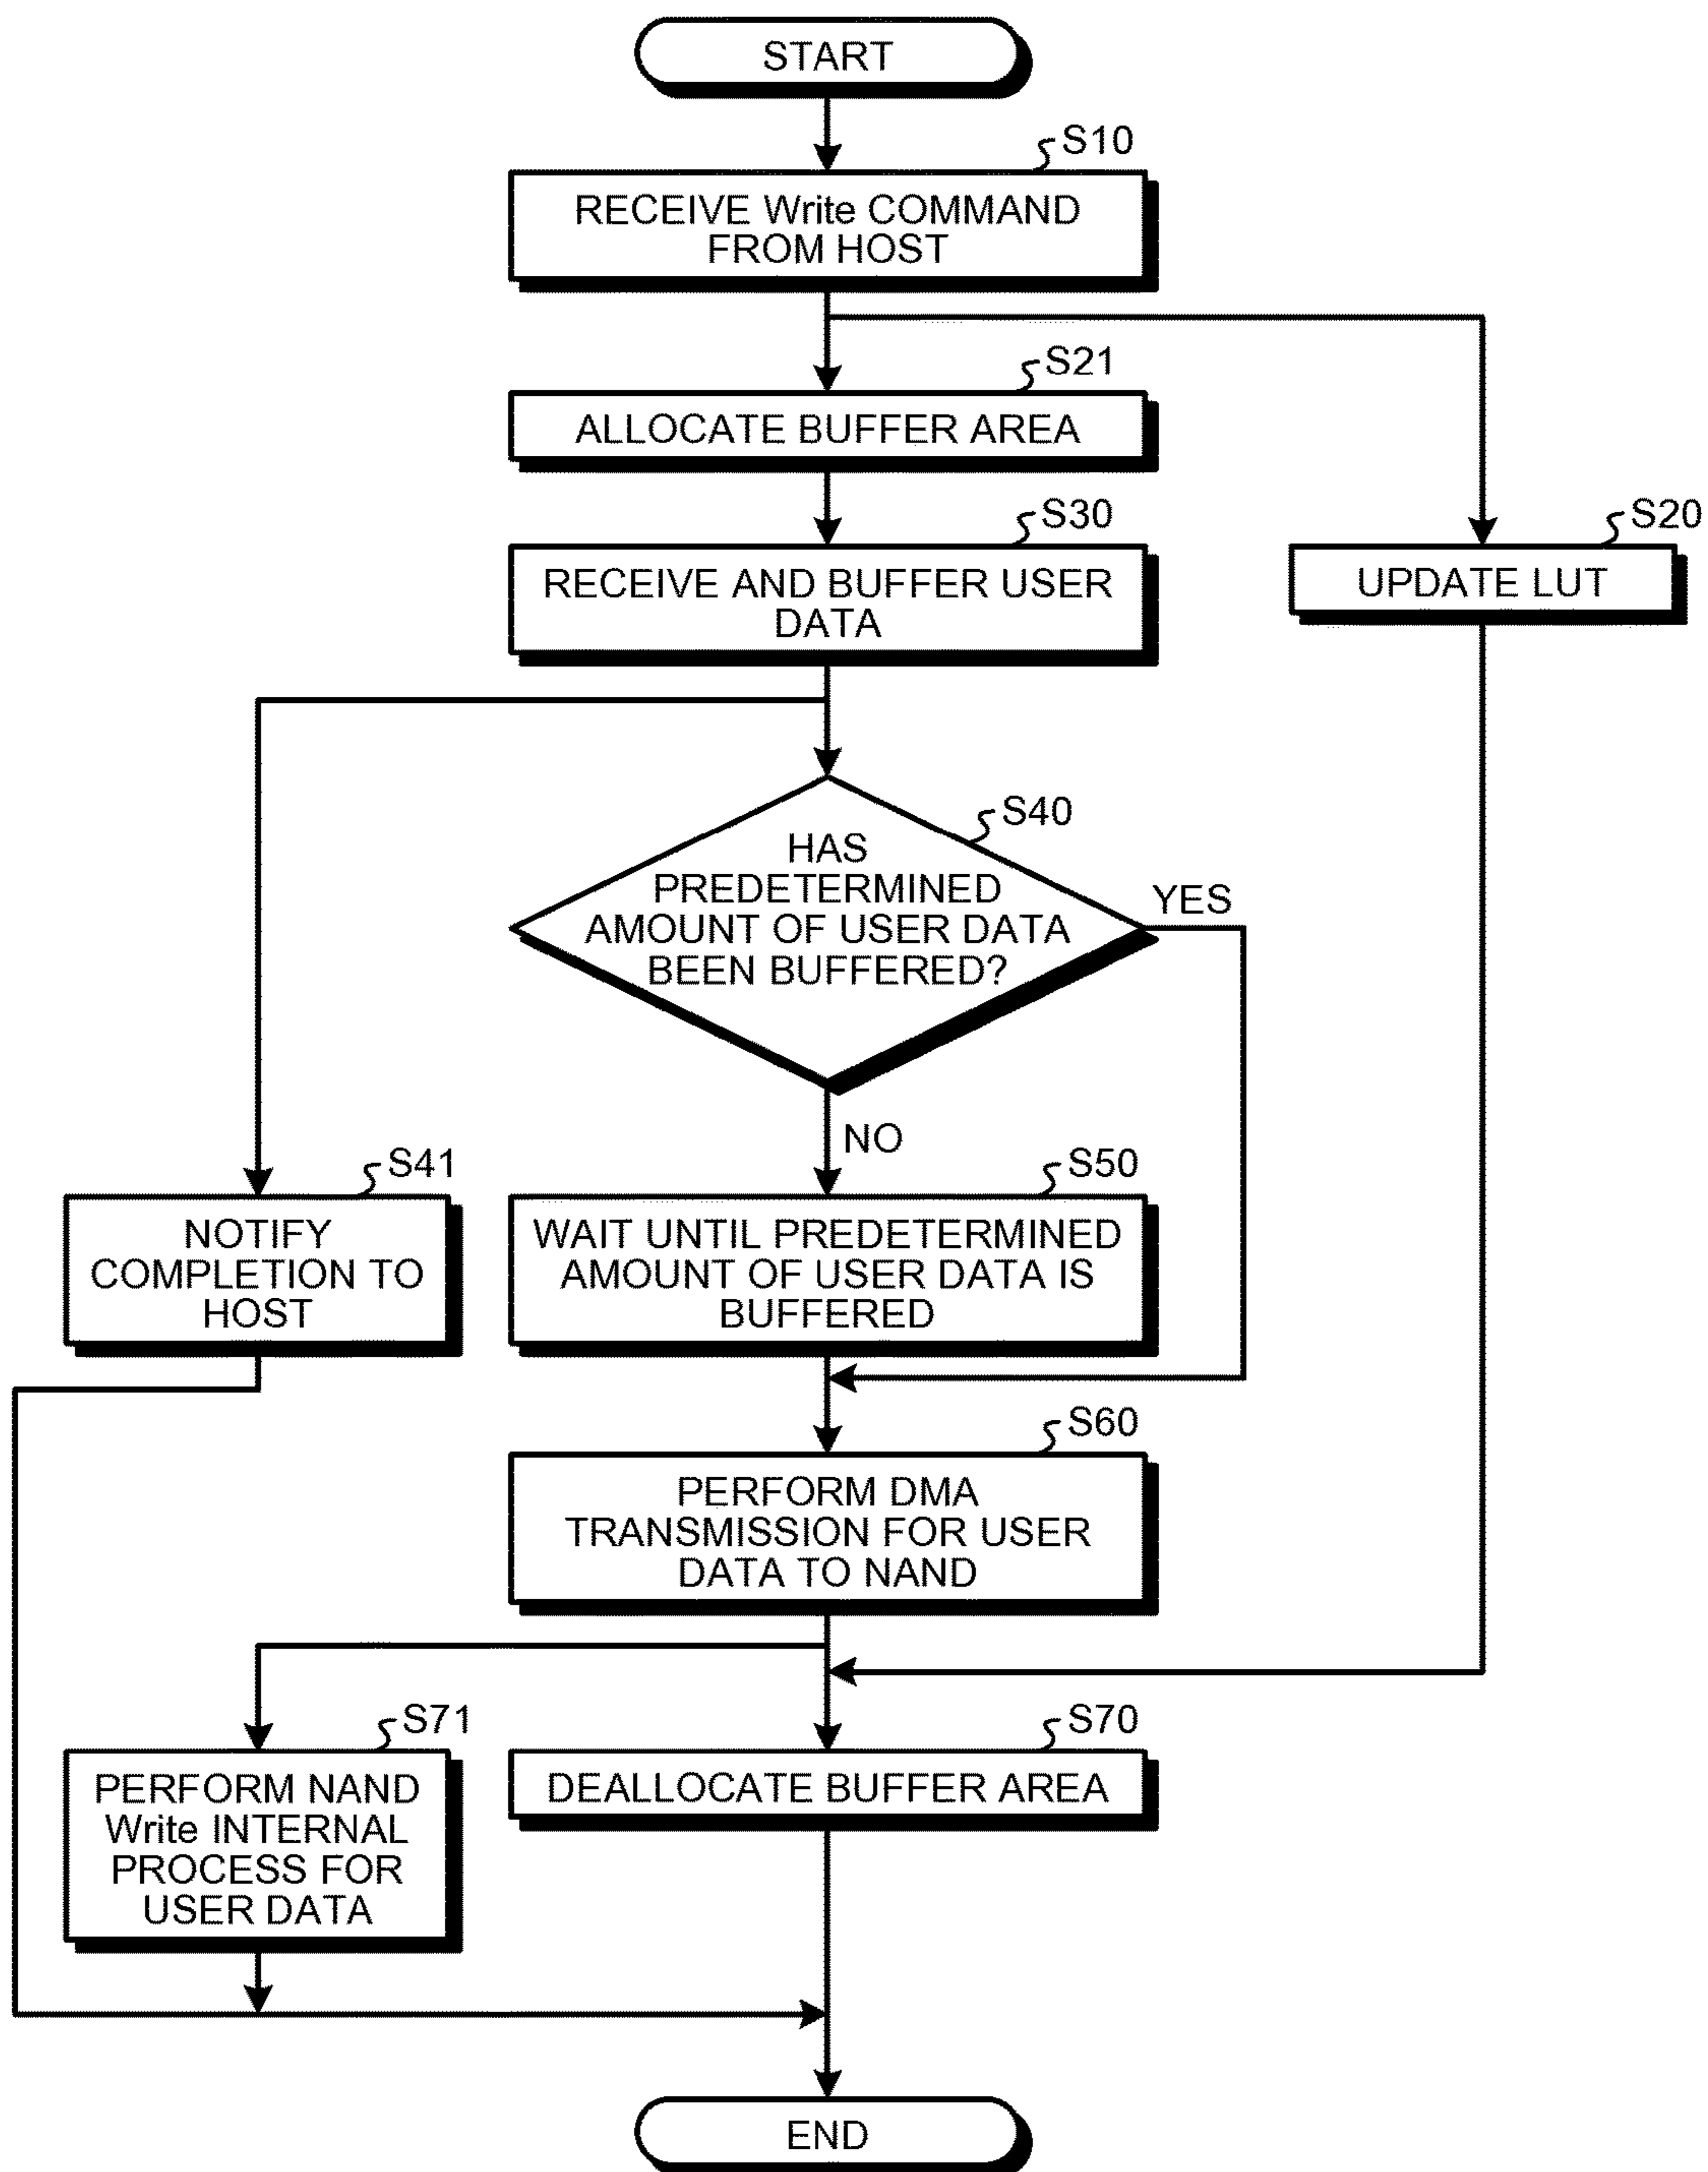 START
S10
RECEIVE Write COMMAND
FROM HOST
S21
ALLOCATE BUFFER AREA
S30
RECEIVE AND BUFFER USER
DATA
S20
UPDATE LUT
S40
HAS
PREDETERMINED
AMOUNT OF USER DATA
BEEN BUFFERED?
YES
NO
S41
NOTIFY
COMPLETION TO
HOST
S50
WAIT UNTIL PREDETERMINED
AMOUNT OF USER DATA IS
BUFFERED
S60
PERFORM DMA
TRANSMISSION FOR USER
DATA TO NAND
S71
PERFORM NAND
Write INTERNAL
PROCESS FOR
USER DATA
S70
DEALLOCATE BUFFER AREA
END